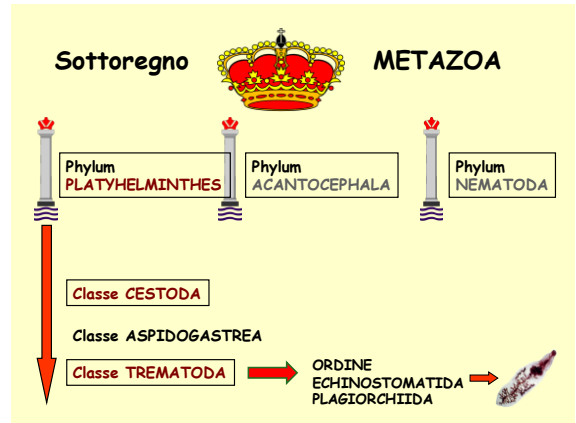 Sottoregno METAZOA
Phylum
PLATYHELMINTHES
Phylum
ACANTOCEPHALA
Phylum
NEMATODA
Classe CESTODA
Classe ASPIDOGASTREA
Classe TREMATODA
ORDINE
ECHINOSTOMATIDA
PLAGIORCHIIDA